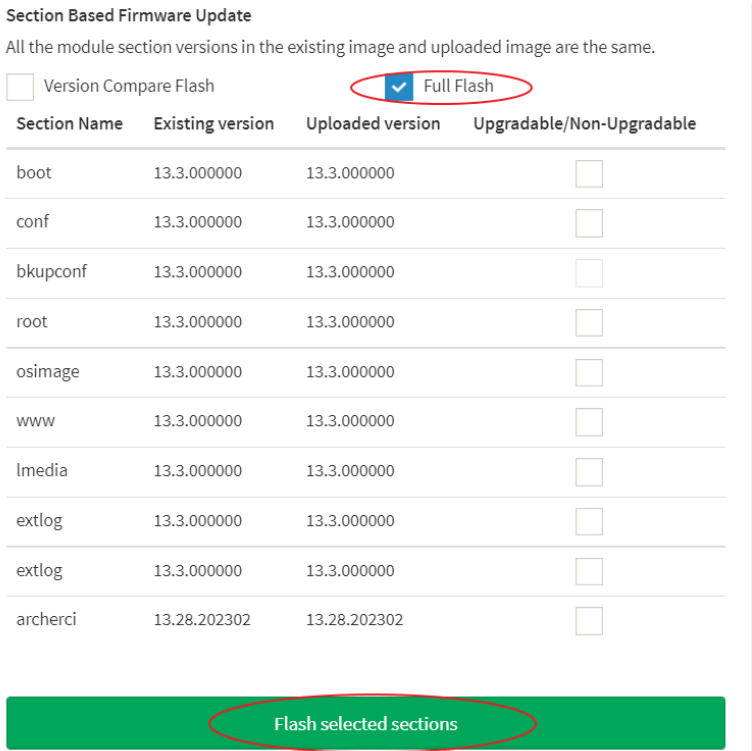 Section Based Firmware Update
All the module section versions in the existing image and uploaded image are the same.
Version Compare Flash Full Flash
Section Name Existing version Uploaded version Upgradable/Non-Upgradable
boot 13.3.000000 13.3.000000
conf 13.3.000000 13.3.000000
bkupconf 13.3.000000 13.3.000000
root 13.3.000000 13.3.000000
osimage 13.3.000000 13.3.000000
www 13.3.000000 13.3.000000
lmedia 13.3.000000 13.3.000000
extlog 13.3.000000 13.3.000000
extlog 13.3.000000 13.3.000000
archerci 13.28.202302 13.28.202302
Flash selected sections